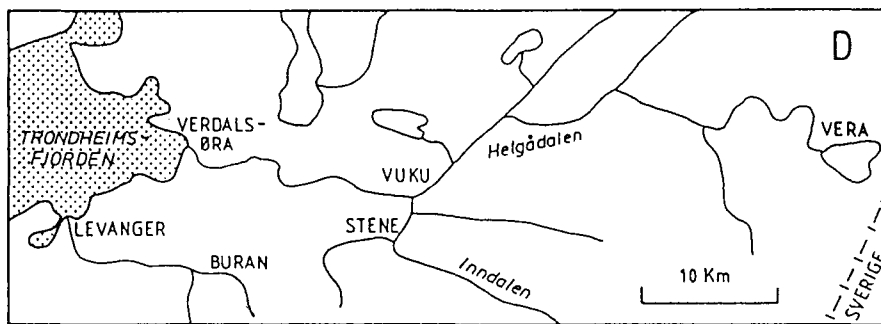 D
VERDALS-
ØRA
TRONDHEIMS-
FJORDEN
VERA
Helgådalen
VUKU
STENE
LEVANGER
BURAN
Inndalen
10 Km
SVERIGE